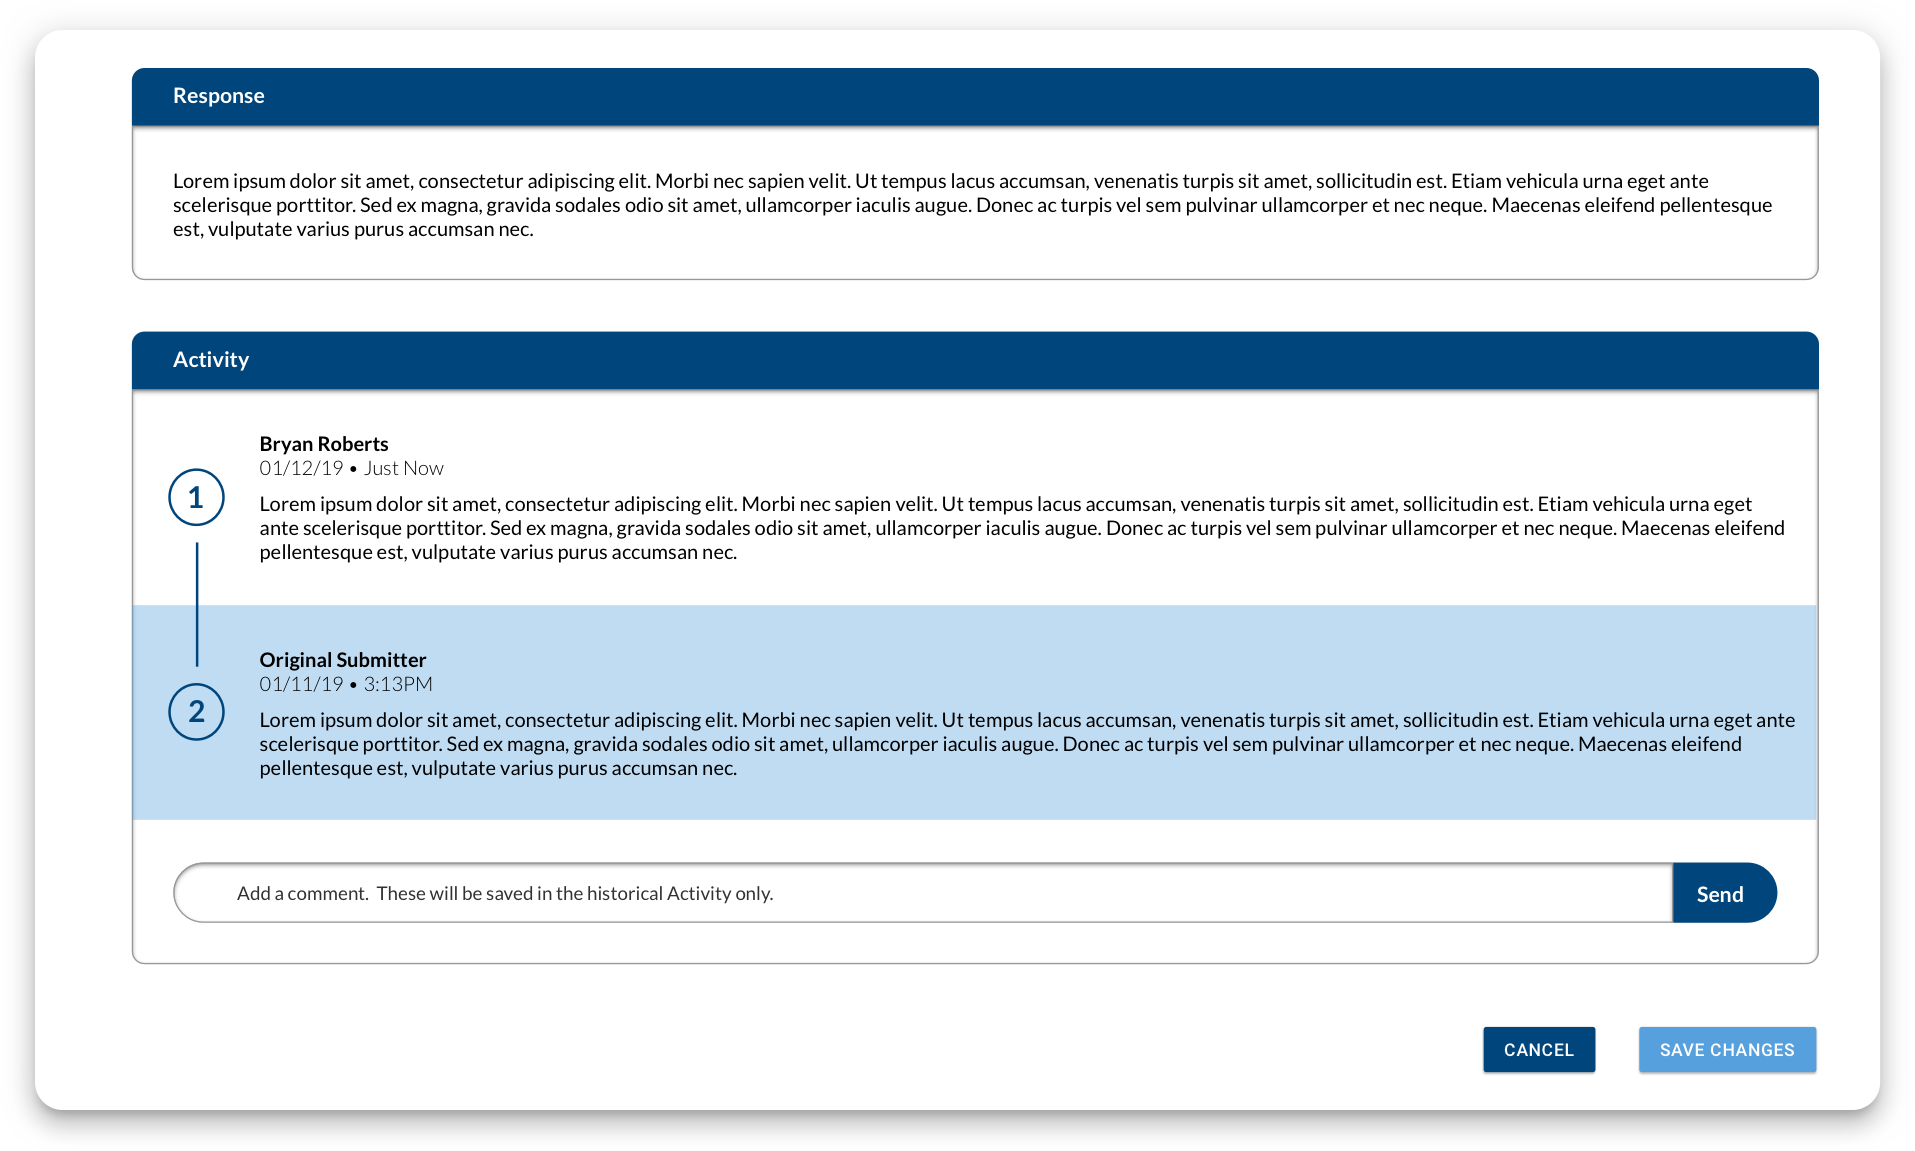 Response
Lorem ipsum dolor sit amet, consectetur adipiscing elit. Morbi nec sapien velit. Ut tempus lacus accumsan, venenatis turpis sit amet, sollicitudin est. Etiam vehicula urna eget ante
scelerisque porttitor. Sed ex magna, gravida sodales odio sit amet, ullamcorper iaculis augue. Donec ac turpis vel sem pulvinar ullamcorper et nec neque. Maecenas eleifend pellentesque
est, vulputate varius purus accumsan nec.
Activity
1
Bryan Roberts
01/12/19 • Just Now
Lorem ipsum dolor sit amet, consectetur adipiscing elit. Morbi nec sapien velit. Ut tempus lacus accumsan, venenatis turpis sit amet, sollicitudin est. Etiam vehicula urna eget
ante scelerisque porttitor. Sed ex magna, gravida sodales odio sit amet, ullamcorper iaculis augue. Donec ac turpis vel sem pulvinar ullamcorper et nec neque. Maecenas eleifend
pellentesque est, vulputate varius purus accumsan nec.
2
Original Submitter
01/11/19 • 3:13PM
Lorem ipsum dolor sit amet, consectetur adipiscing elit. Morbi nec sapien velit. Ut tempus lacus accumsan, venenatis turpis sit amet, sollicitudin est. Etiam vehicula urna eget ante
scelerisque porttitor. Sed ex magna, gravida sodales odio sit amet, ullamcorper iaculis augue. Donec ac turpis vel sem pulvinar ullamcorper et nec neque. Maecenas eleifend
pellentesque est, vulputate varius purus accumsan nec.
Add a comment.  These will be saved in the historical Activity only.
Send
CANCEL
SAVE CHANGES